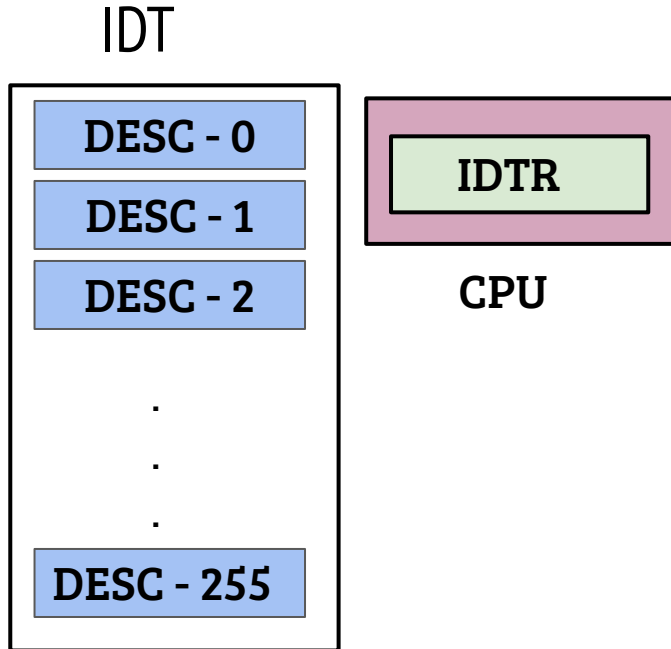 IDT
DESC - 0
DESC - 1
DESC - 2
.
.
.
DESC - 255
IDTR
CPU